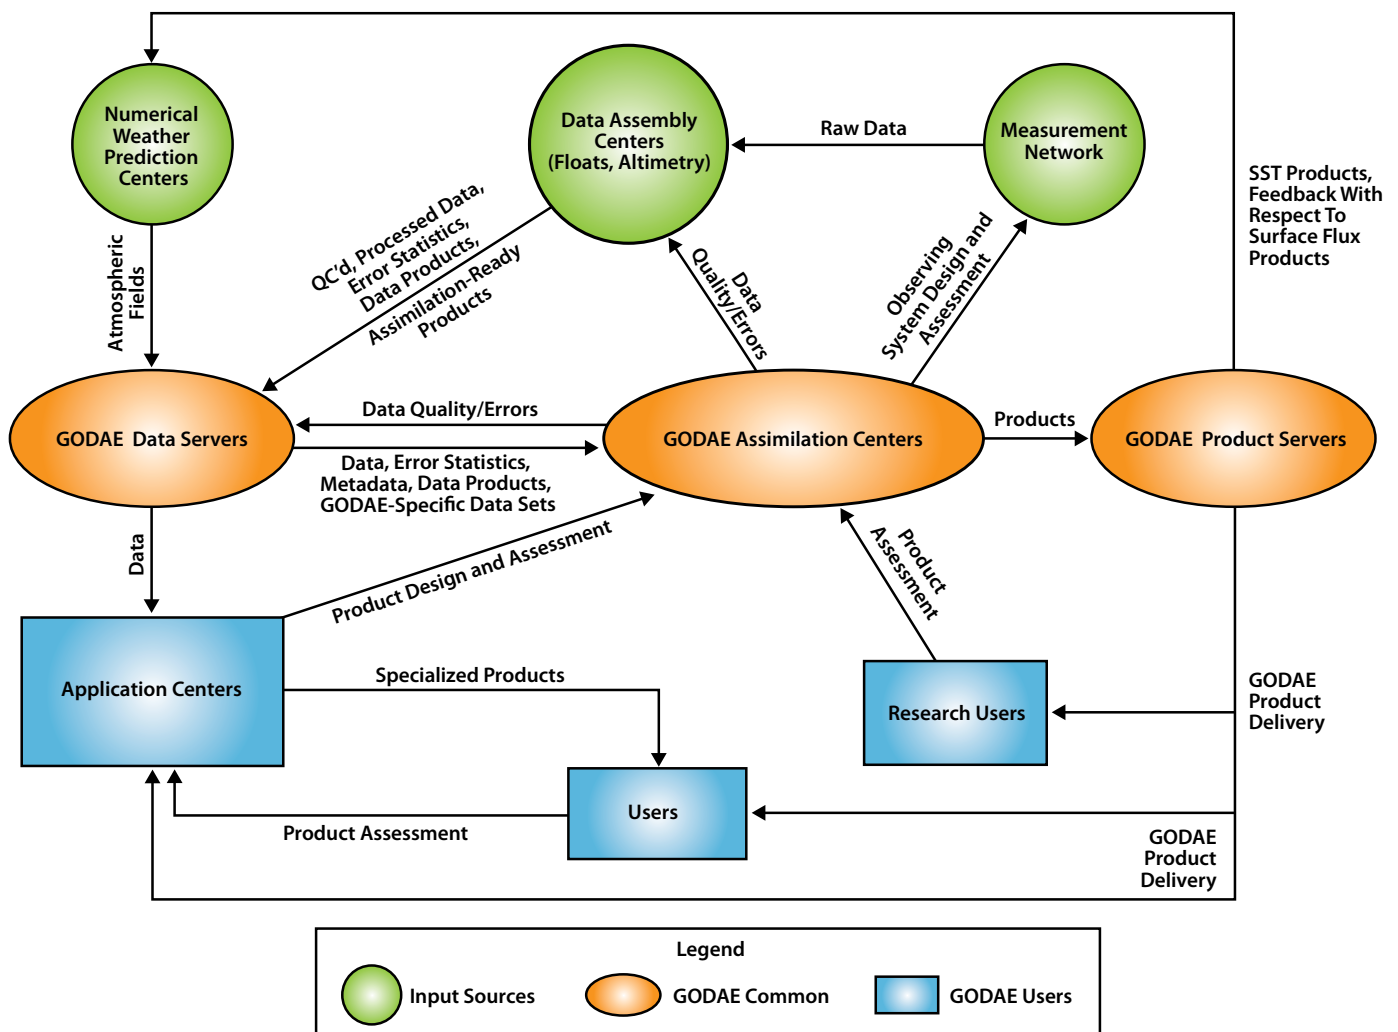 Numerical
Weather
Prediction
Centers
Data Assembly
Centers
(Floats, Altimetry)
Raw Data
Measurement
Network
SST Products,
Feedback With
Respect To
Surface Flux
Products
Atmospheric
Fields
QC’d, Processed Data,
Error Statistics,
Data Products,
Assimilation-Ready
Products
Data
Quality/Errors
Observing
System Design and
Assessment
GODAE Data Servers
Data Quality/Errors
Data, Error Statistics,
Metadata, Data Products,
GODAE-Specific Data Sets
GODAE Assimilation Centers
Products
GODAE Product Servers
Data
Product Design and Assessment
Product
Assessment
Application Centers
Specialized Products
Research Users
GODAE
Product
Delivery
Users
Product Assessment
GODAE
Product
Delivery
Legend
Input Sources
GODAE Common
GODAE Users